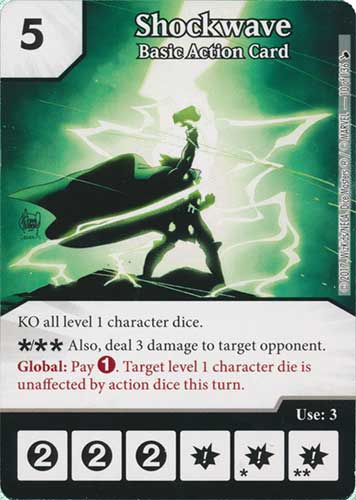 5
Shockwave
Basic Action Card
KO all level 1 character dice.
*/** Also, deal 3 damage to target opponent.
Global: Pay 1. Target level 1 character die is
unaffected by action dice this turn.
Use: 3
2 2 2 ! ! !
* **